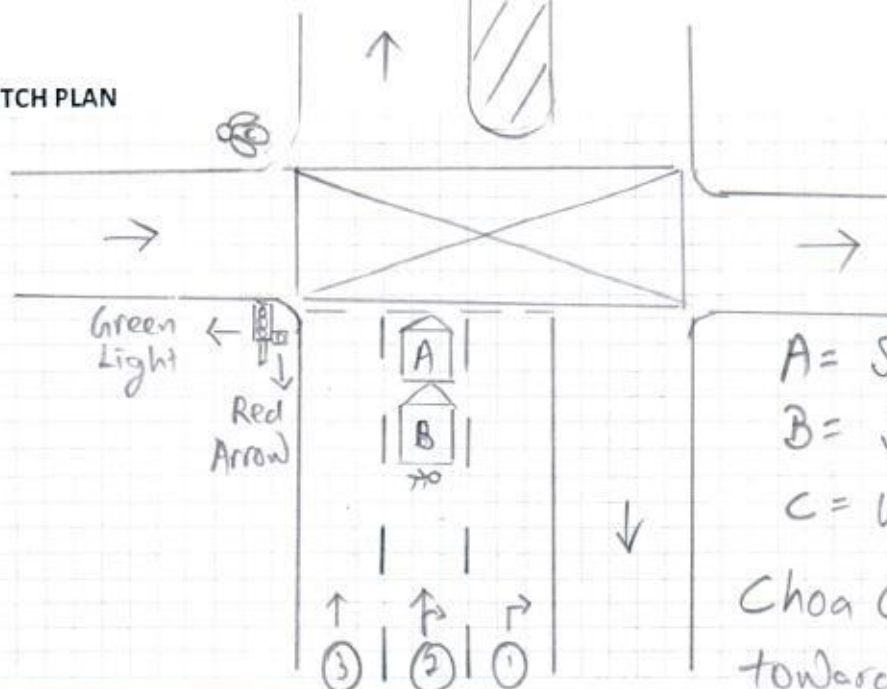 TCH PLAN
Green
Light
Red
Arrow
A
B
A = S
B =
C =
Choa
toward
3
2
1